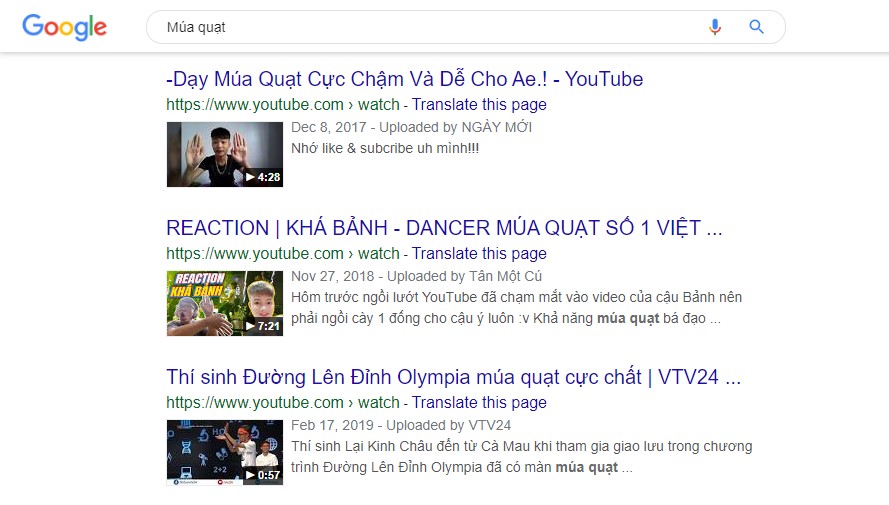 Google
Múa quạt
-Dạy Múa Quạt Cực Chậm Và Dễ Cho Ae.! - YouTube
https://www.youtube.com › watch - Translate this page
Dec 8, 2017 - Uploaded by NGÀY MỚI
Nhớ like & subcribe uh mình!!!
4:28
REACTION | KHÁ BẢNH - DANCER MÚA QUẠT SỐ 1 VIỆT ...
https://www.youtube.com › watch - Translate this page
Nov 27, 2018 - Uploaded by Tân Một Cú
REACTION
KHÁ BẢNH
Hôm trước ngồi lướt YouTube đã chạm mắt vào video của cậu Bảnh nên
phải ngồi cày 1 đống cho cậu ý luôn :v Khả năng múa quạt bá đạo ...
7:21
Thí sinh Đường Lên Đỉnh Olympia múa quạt cực chất | VTV24 ...
https://www.youtube.com › watch - Translate this page
Feb 17, 2019 - Uploaded by VTV24
Thí sinh Lại Kinh Châu đến từ Cà Mau khi tham gia giao lưu trong chương
trình Đường Lên Đỉnh Olympia đã có màn múa quạt ...
2+2
0:57